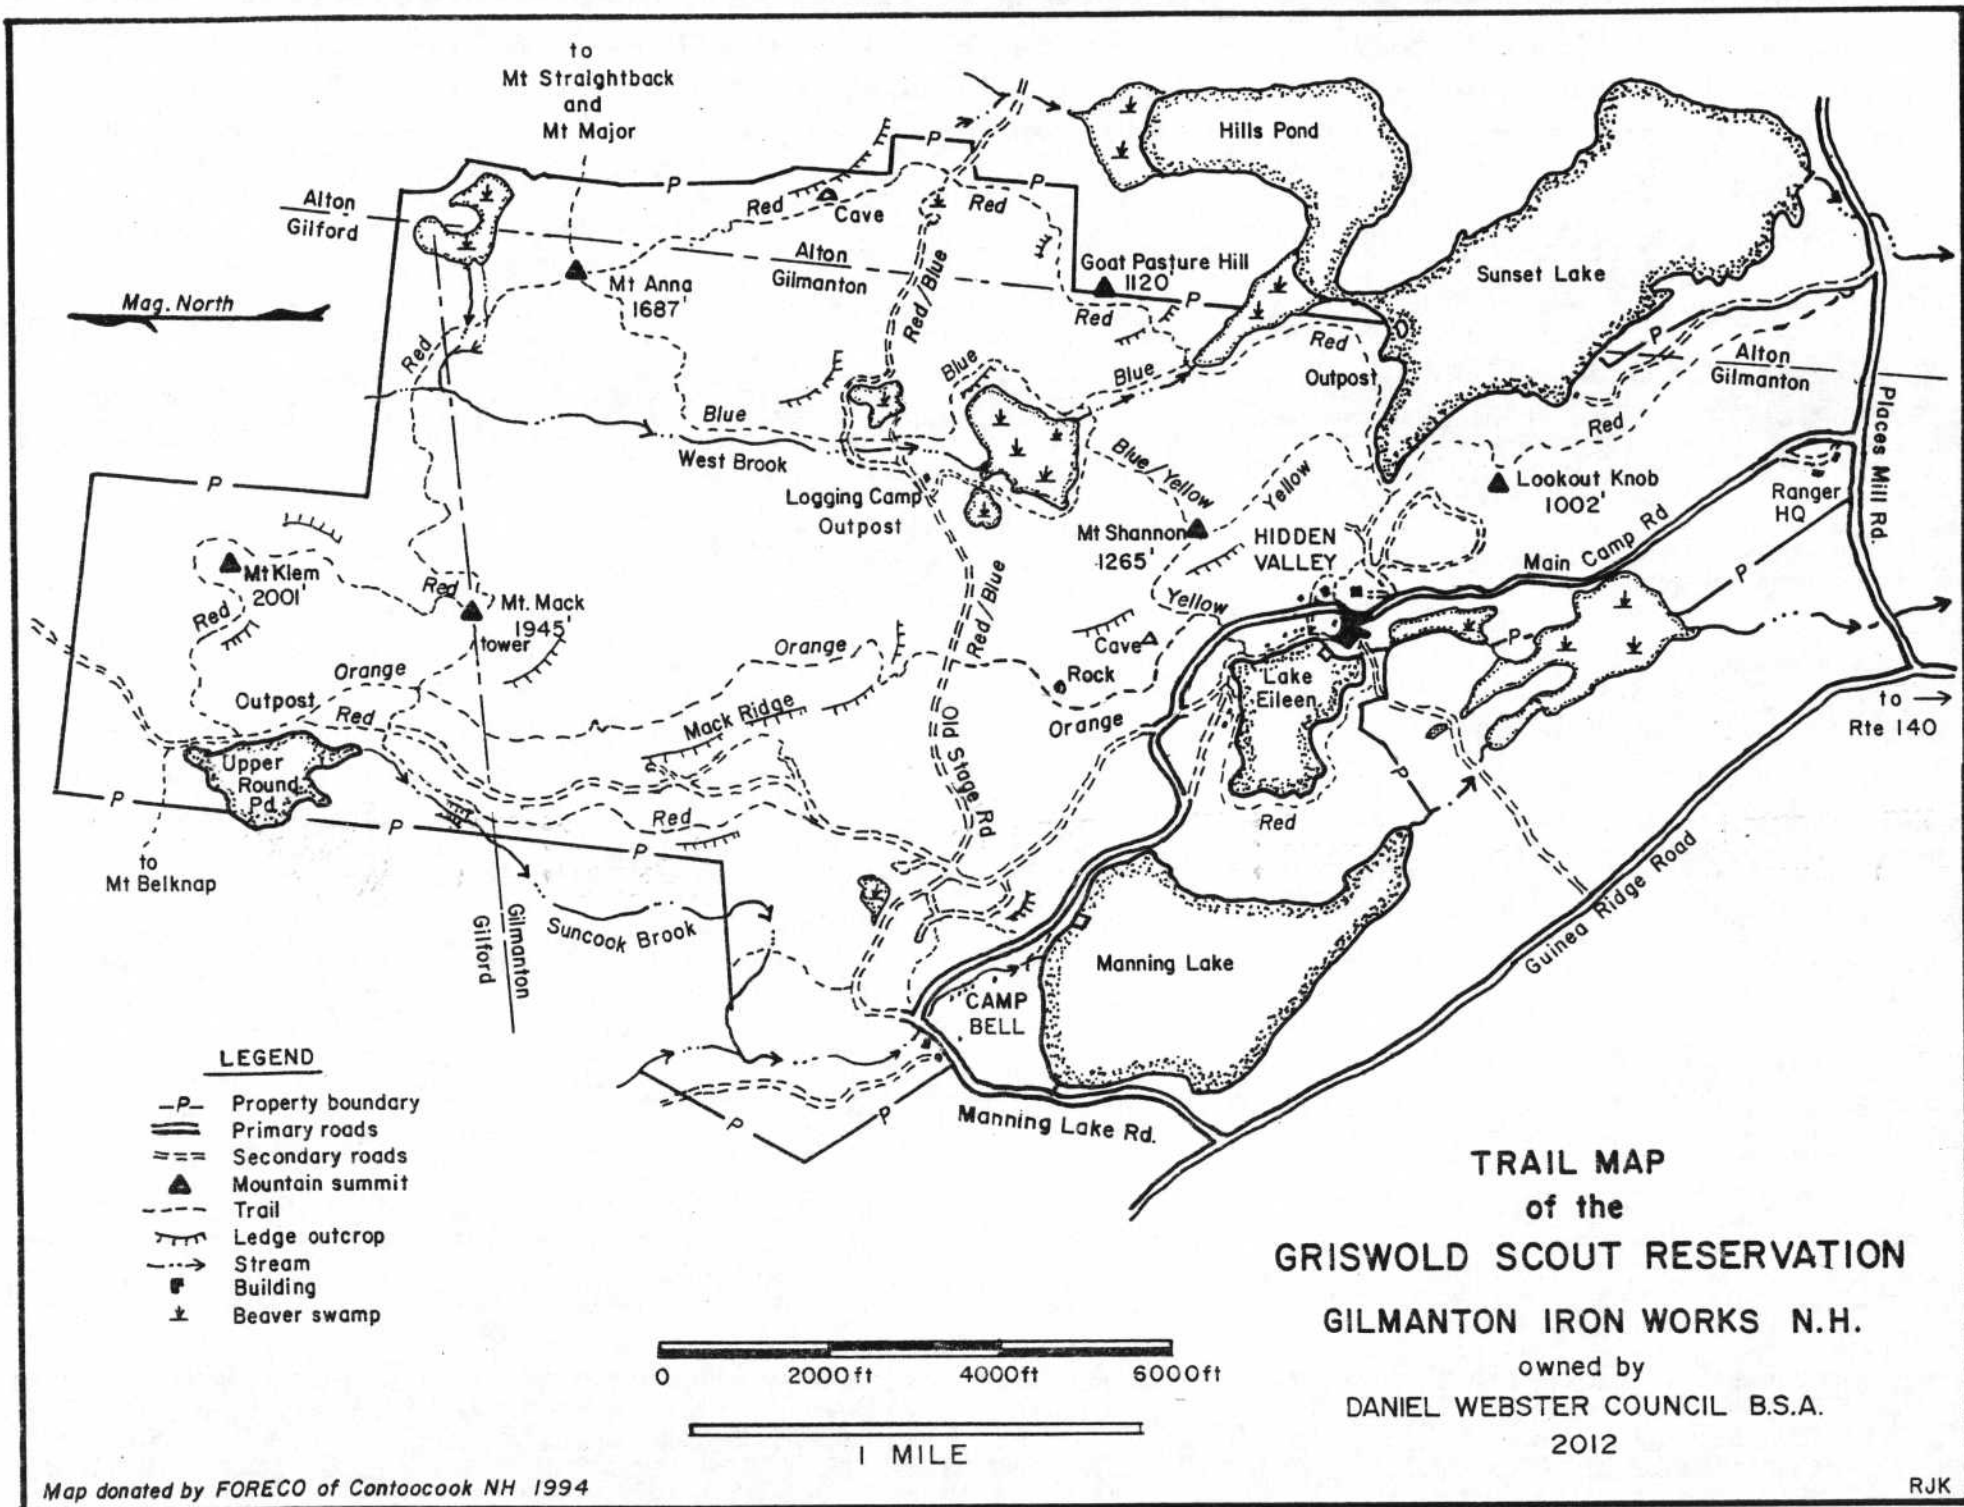 to
Mt Straightback
and
Mt Major
Hills Pond
P
P
P
Alton
Gilford
Red
Cave
Red
Alton
Gilmanton
Red/Blue
Goat Pasture Hill
1120'
P
Sunset Lake
Mt Anna
1687'
Mag. North
Red
Red
Red
P
Alton
Gilmanton
Blue
Blue
Outpost
Places Mill Rd.
Blue
West Brook
Red
Blue/Yellow
Yellow
Lookout Knob
1002'
P
Logging Camp
Outpost
Ranger
HQ
Mt Shannon
1265'
HIDDEN
VALLEY
Main Camp Rd
Mt Klem
2001'
Red
Mt. Mack
1945'
tower
Red
Red/Blue
Yellow
P
Orange
Orange
Cave
Rock
P
Lake
Eileen
Outpost
Red
Mack Ridge
Orange
to
Rte 140
Old Stage Rd
Upper
Round
Pd.
P
P
Red
Red
P
P
to
Mt Belknap
Guinea Ridge Road
Gilford
Gilmanton
Suncook Brook
Manning Lake
CAMP
BELL
P
P
Manning Lake Rd.
LEGEND
–P– Property boundary
Primary roads
Secondary roads
Mountain summit
Trail
Ledge outcrop
Stream
Building
Beaver swamp
TRAIL MAP
of the
GRISWOLD SCOUT RESERVATION
GILMANTON IRON WORKS N.H.
owned by
DANIEL WEBSTER COUNCIL B.S.A.
2012
0 2000ft 4000ft 6000ft
1 MILE
Map donated by FORECO of Contoocook NH 1994
RJK